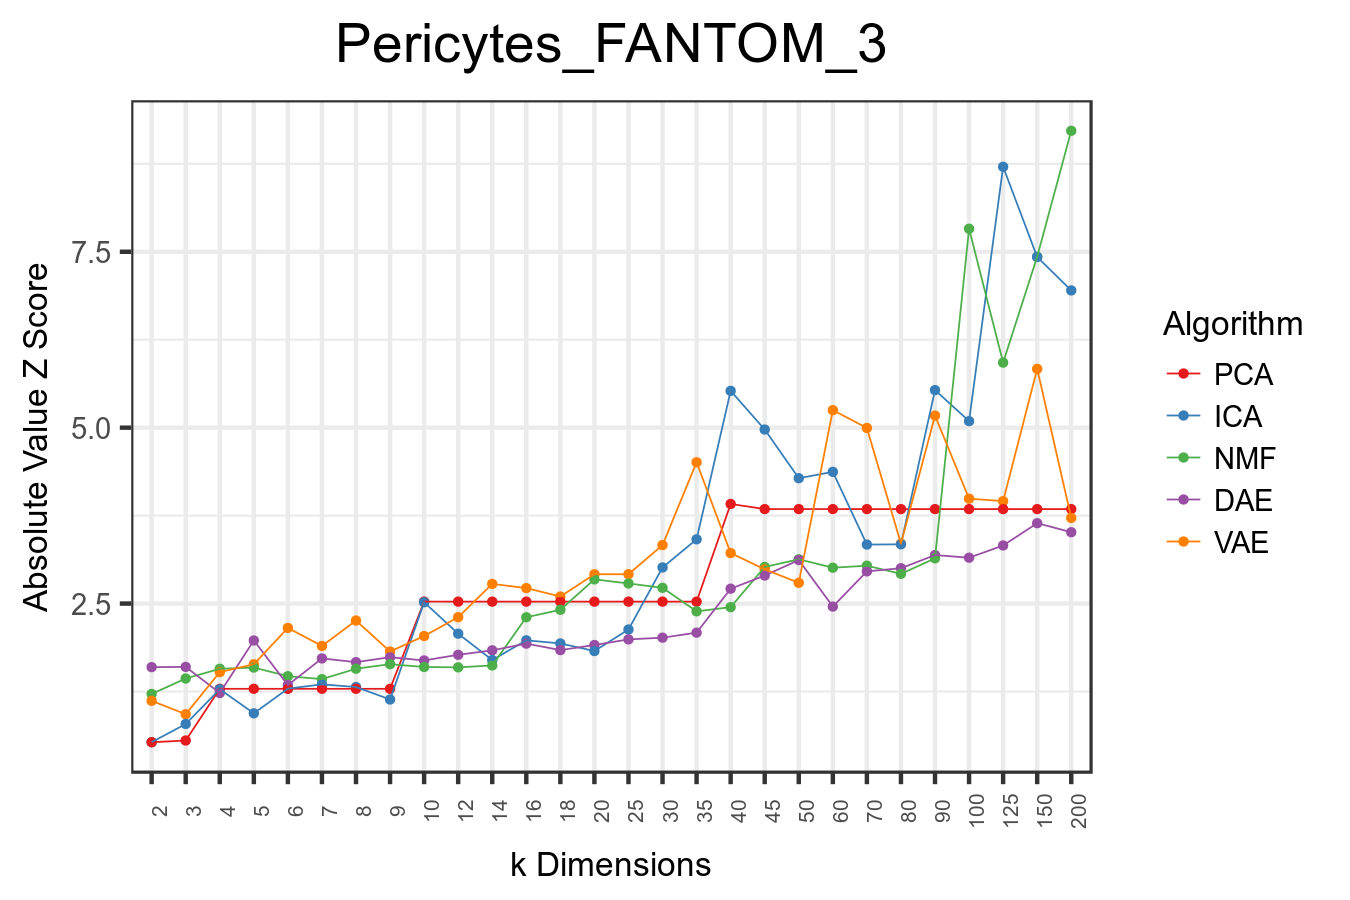 Pericytes_FANTOM_3
Absolute Value Z Score
7.5
5.0
2.5
2 3 4 5 6 7 8 9 10 12 14 16 18 20 25 30 35 40 45 50 60 70 80 90 100 125 150 200
k Dimensions
Algorithm
PCA
ICA
NMF
DAE
VAE